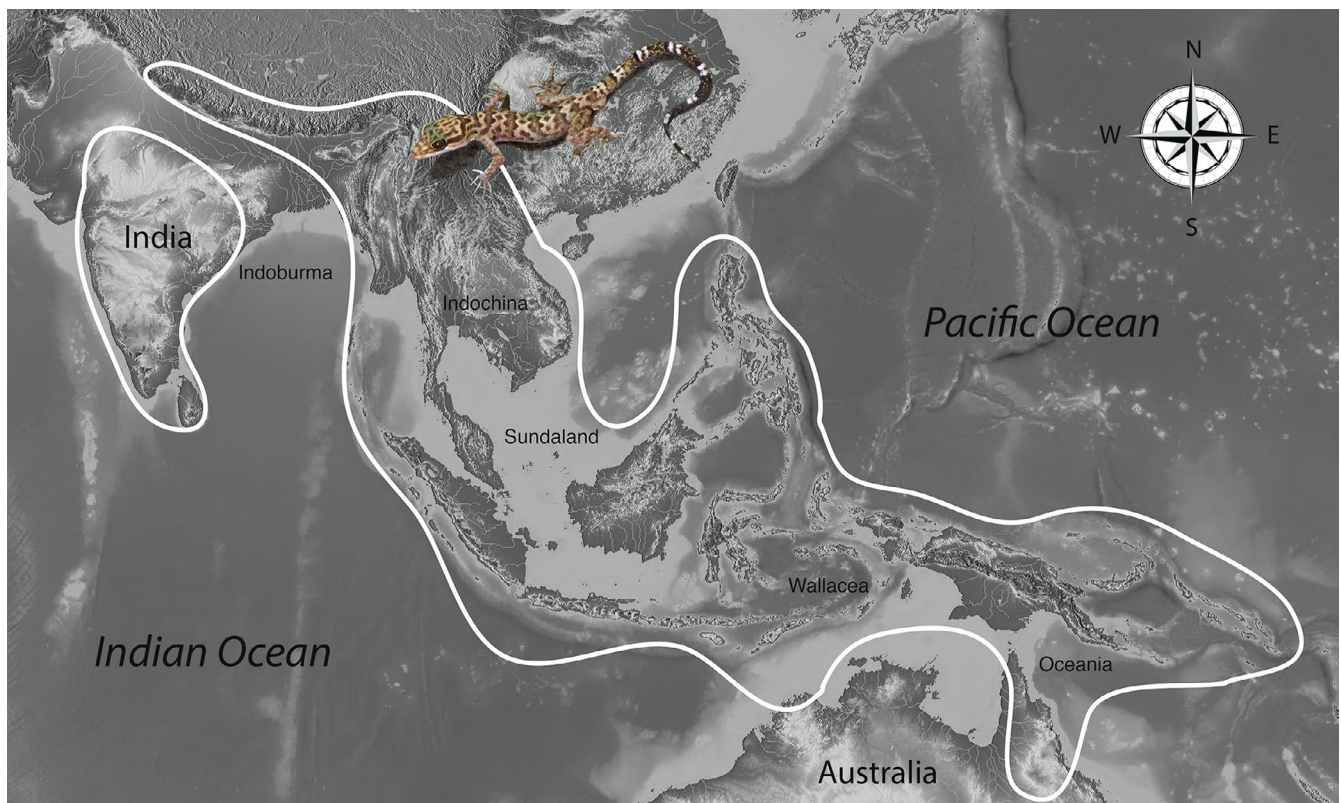 N
W
E
S
India
Indoburma
Indochina
Pacific Ocean
Sundaland
Wallacea
Indian Ocean
Oceania
Australia